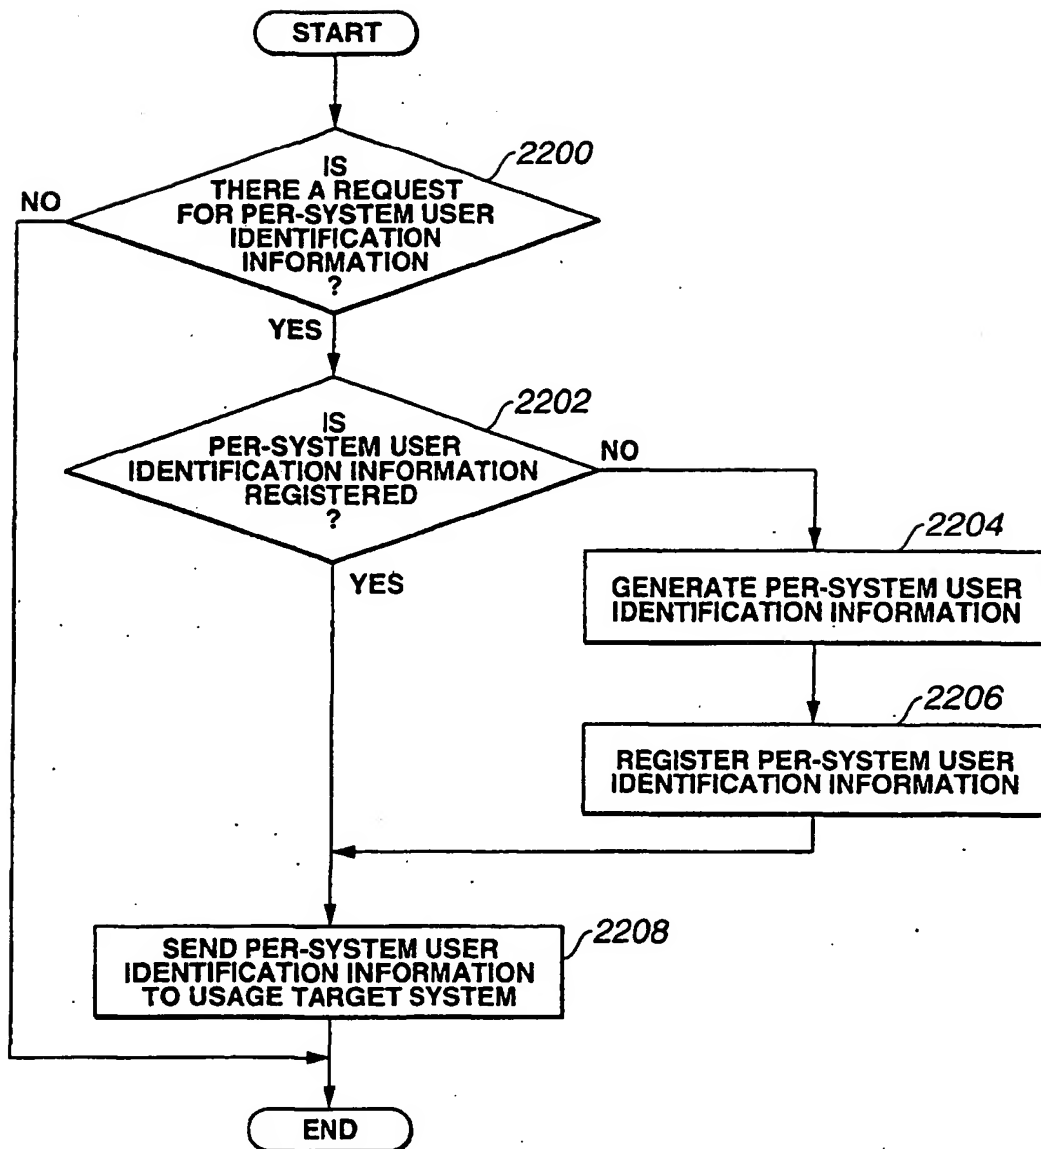 START
2200
IS
THERE A REQUEST
FOR PER-SYSTEM USER
IDENTIFICATION
INFORMATION
?
NO
YES
2202
IS
PER-SYSTEM USER
IDENTIFICATION INFORMATION
REGISTERED
?
NO
YES
2204
GENERATE PER-SYSTEM USER
IDENTIFICATION INFORMATION
2206
REGISTER PER-SYSTEM USER
IDENTIFICATION INFORMATION
2208
SEND PER-SYSTEM USER
IDENTIFICATION INFORMATION
TO USAGE TARGET SYSTEM
END